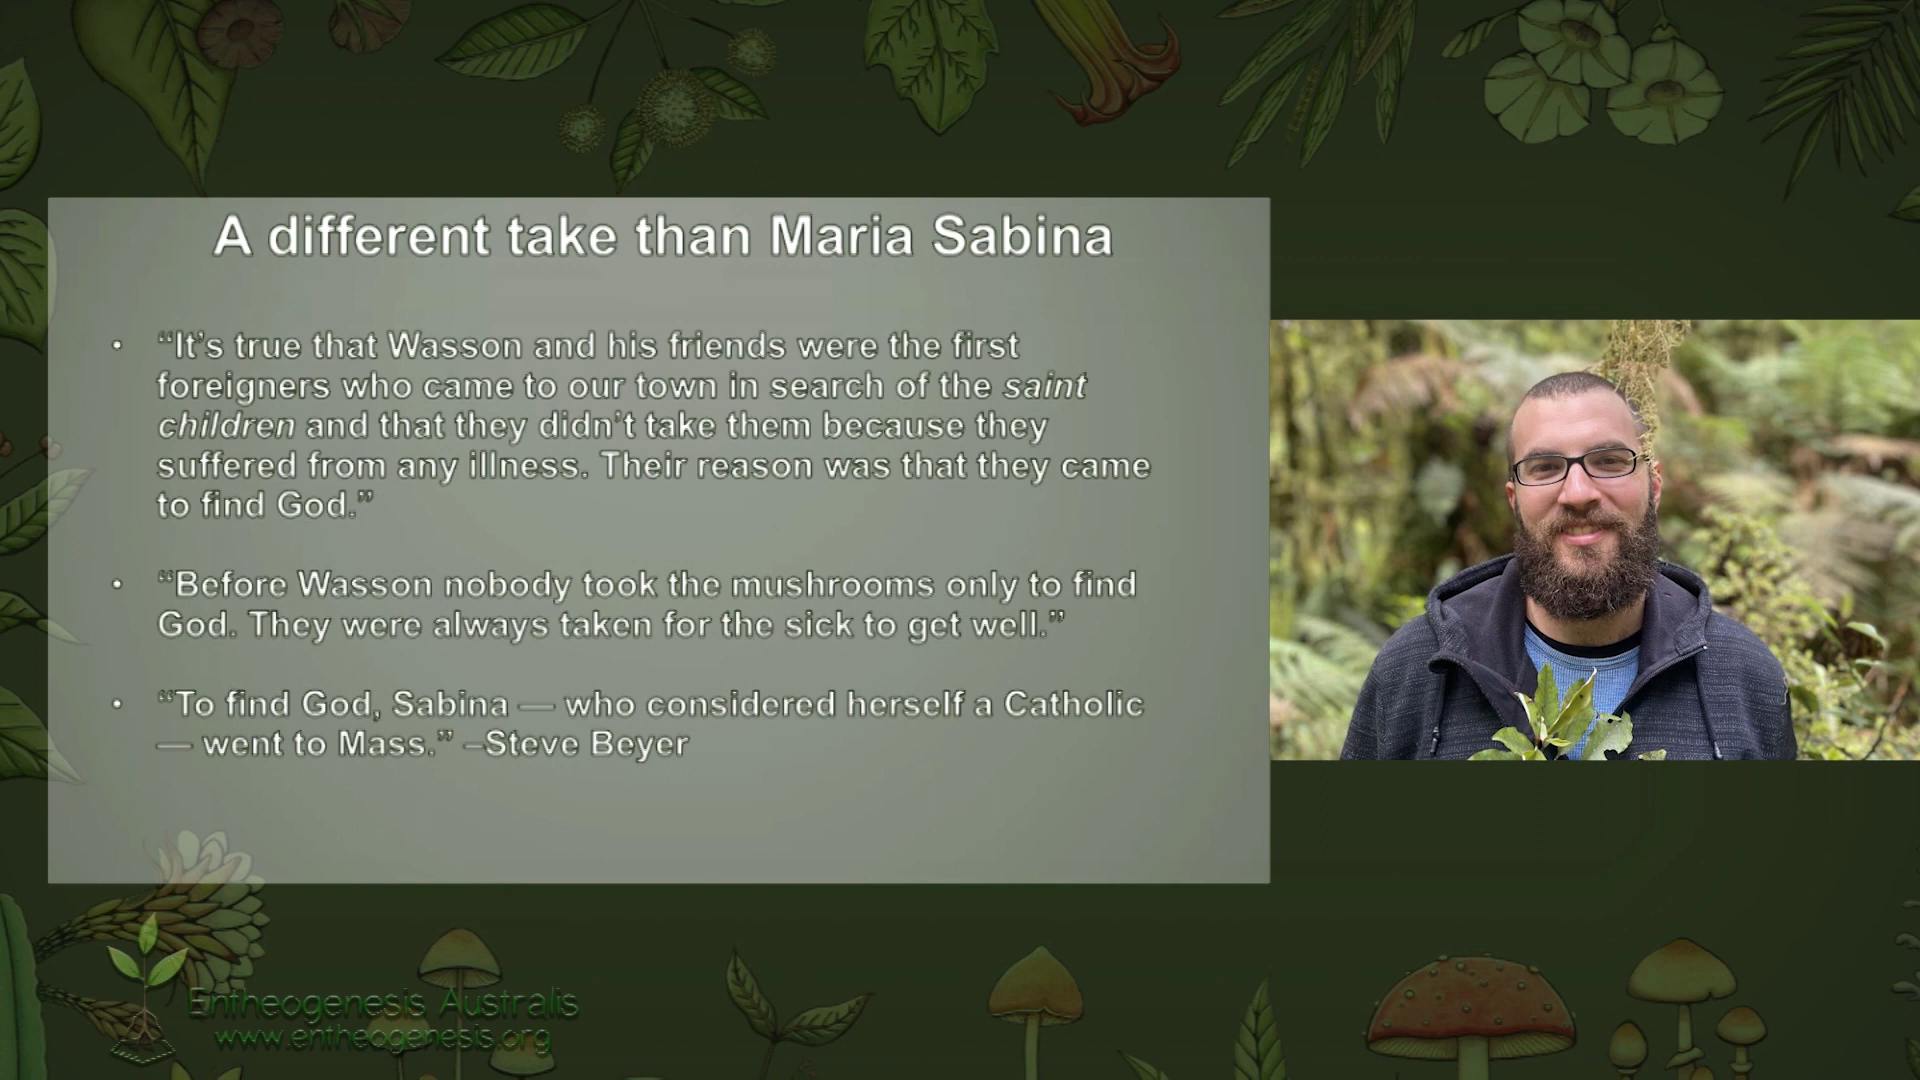 A different take than Maria Sabina
• “It’s true that Wasson and his friends were the first
foreigners who came to our town in search of the saint
children and that they didn’t take them because they
suffered from any illness. Their reason was that they came
to find God.”
• “Before Wasson nobody took the mushrooms only to find
God. They were always taken for the sick to get well.”
• “To find God, Sabina — who considered herself a Catholic
— went to Mass.” –Steve Beyer
Entheogenesis Australis
www.entheogenesis.org